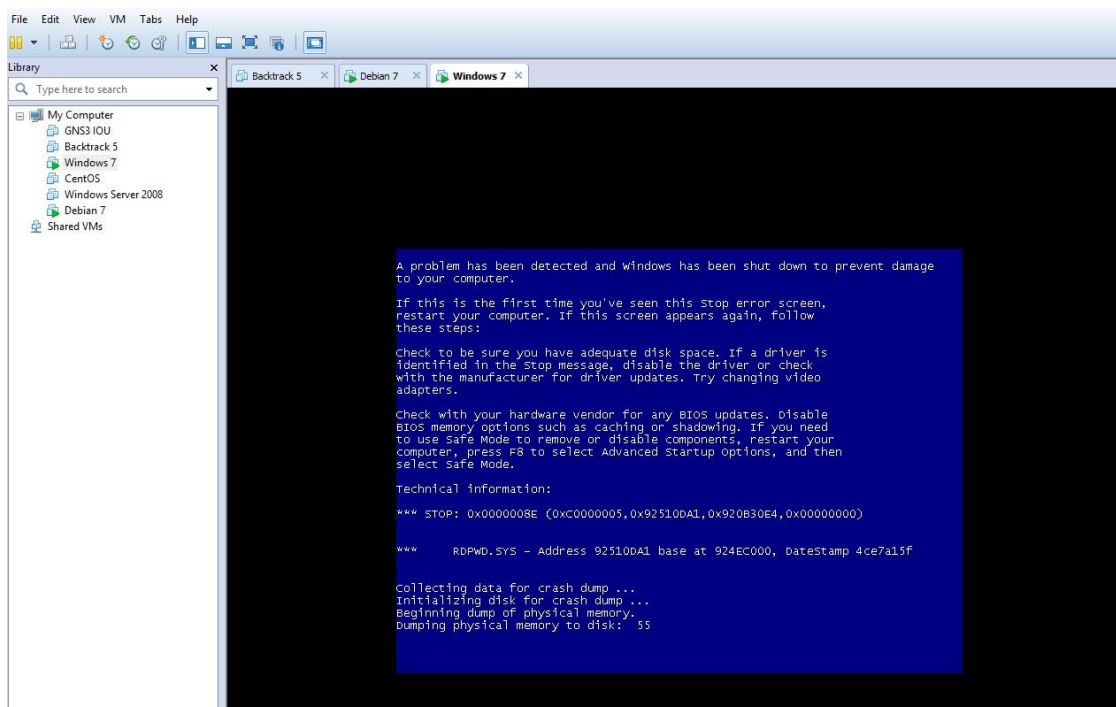 File Edit View VM Tabs Help
Library
Type here to search
My Computer
GNS3 IOU
Backtrack 5
Windows 7
CentOS
Windows Server 2008
Debian 7
Shared VMs
Backtrack 5 Debian 7 Windows 7
A problem has been detected and windows has been shut down to prevent damage
to your computer.
If this is the first time you've seen this Stop error screen,
restart your computer. If this screen appears again, follow
these steps:
Check to be sure you have adequate disk space. If a driver is
identified in the Stop message, disable the driver or check
with the manufacturer for driver updates. Try changing video
adapters.
Check with your hardware vendor for any BIOS updates. Disable
BIOS memory options such as caching or shadowing. If you need
to use Safe Mode to remove or disable components, restart your
computer, press F8 to select Advanced Startup Options, and then
select Safe Mode.
Technical information:
*** STOP: 0x0000008E (0xC0000005,0x92510DA1,0x920B30E4,0x00000000)
*** RDPWD.SYS - Address 92510DA1 base at 924EC000, DateStamp 4ce7a15f
Collecting data for crash dump ...
Initializing disk for crash dump ...
Beginning dump of physical memory.
Dumping physical memory to disk: 55